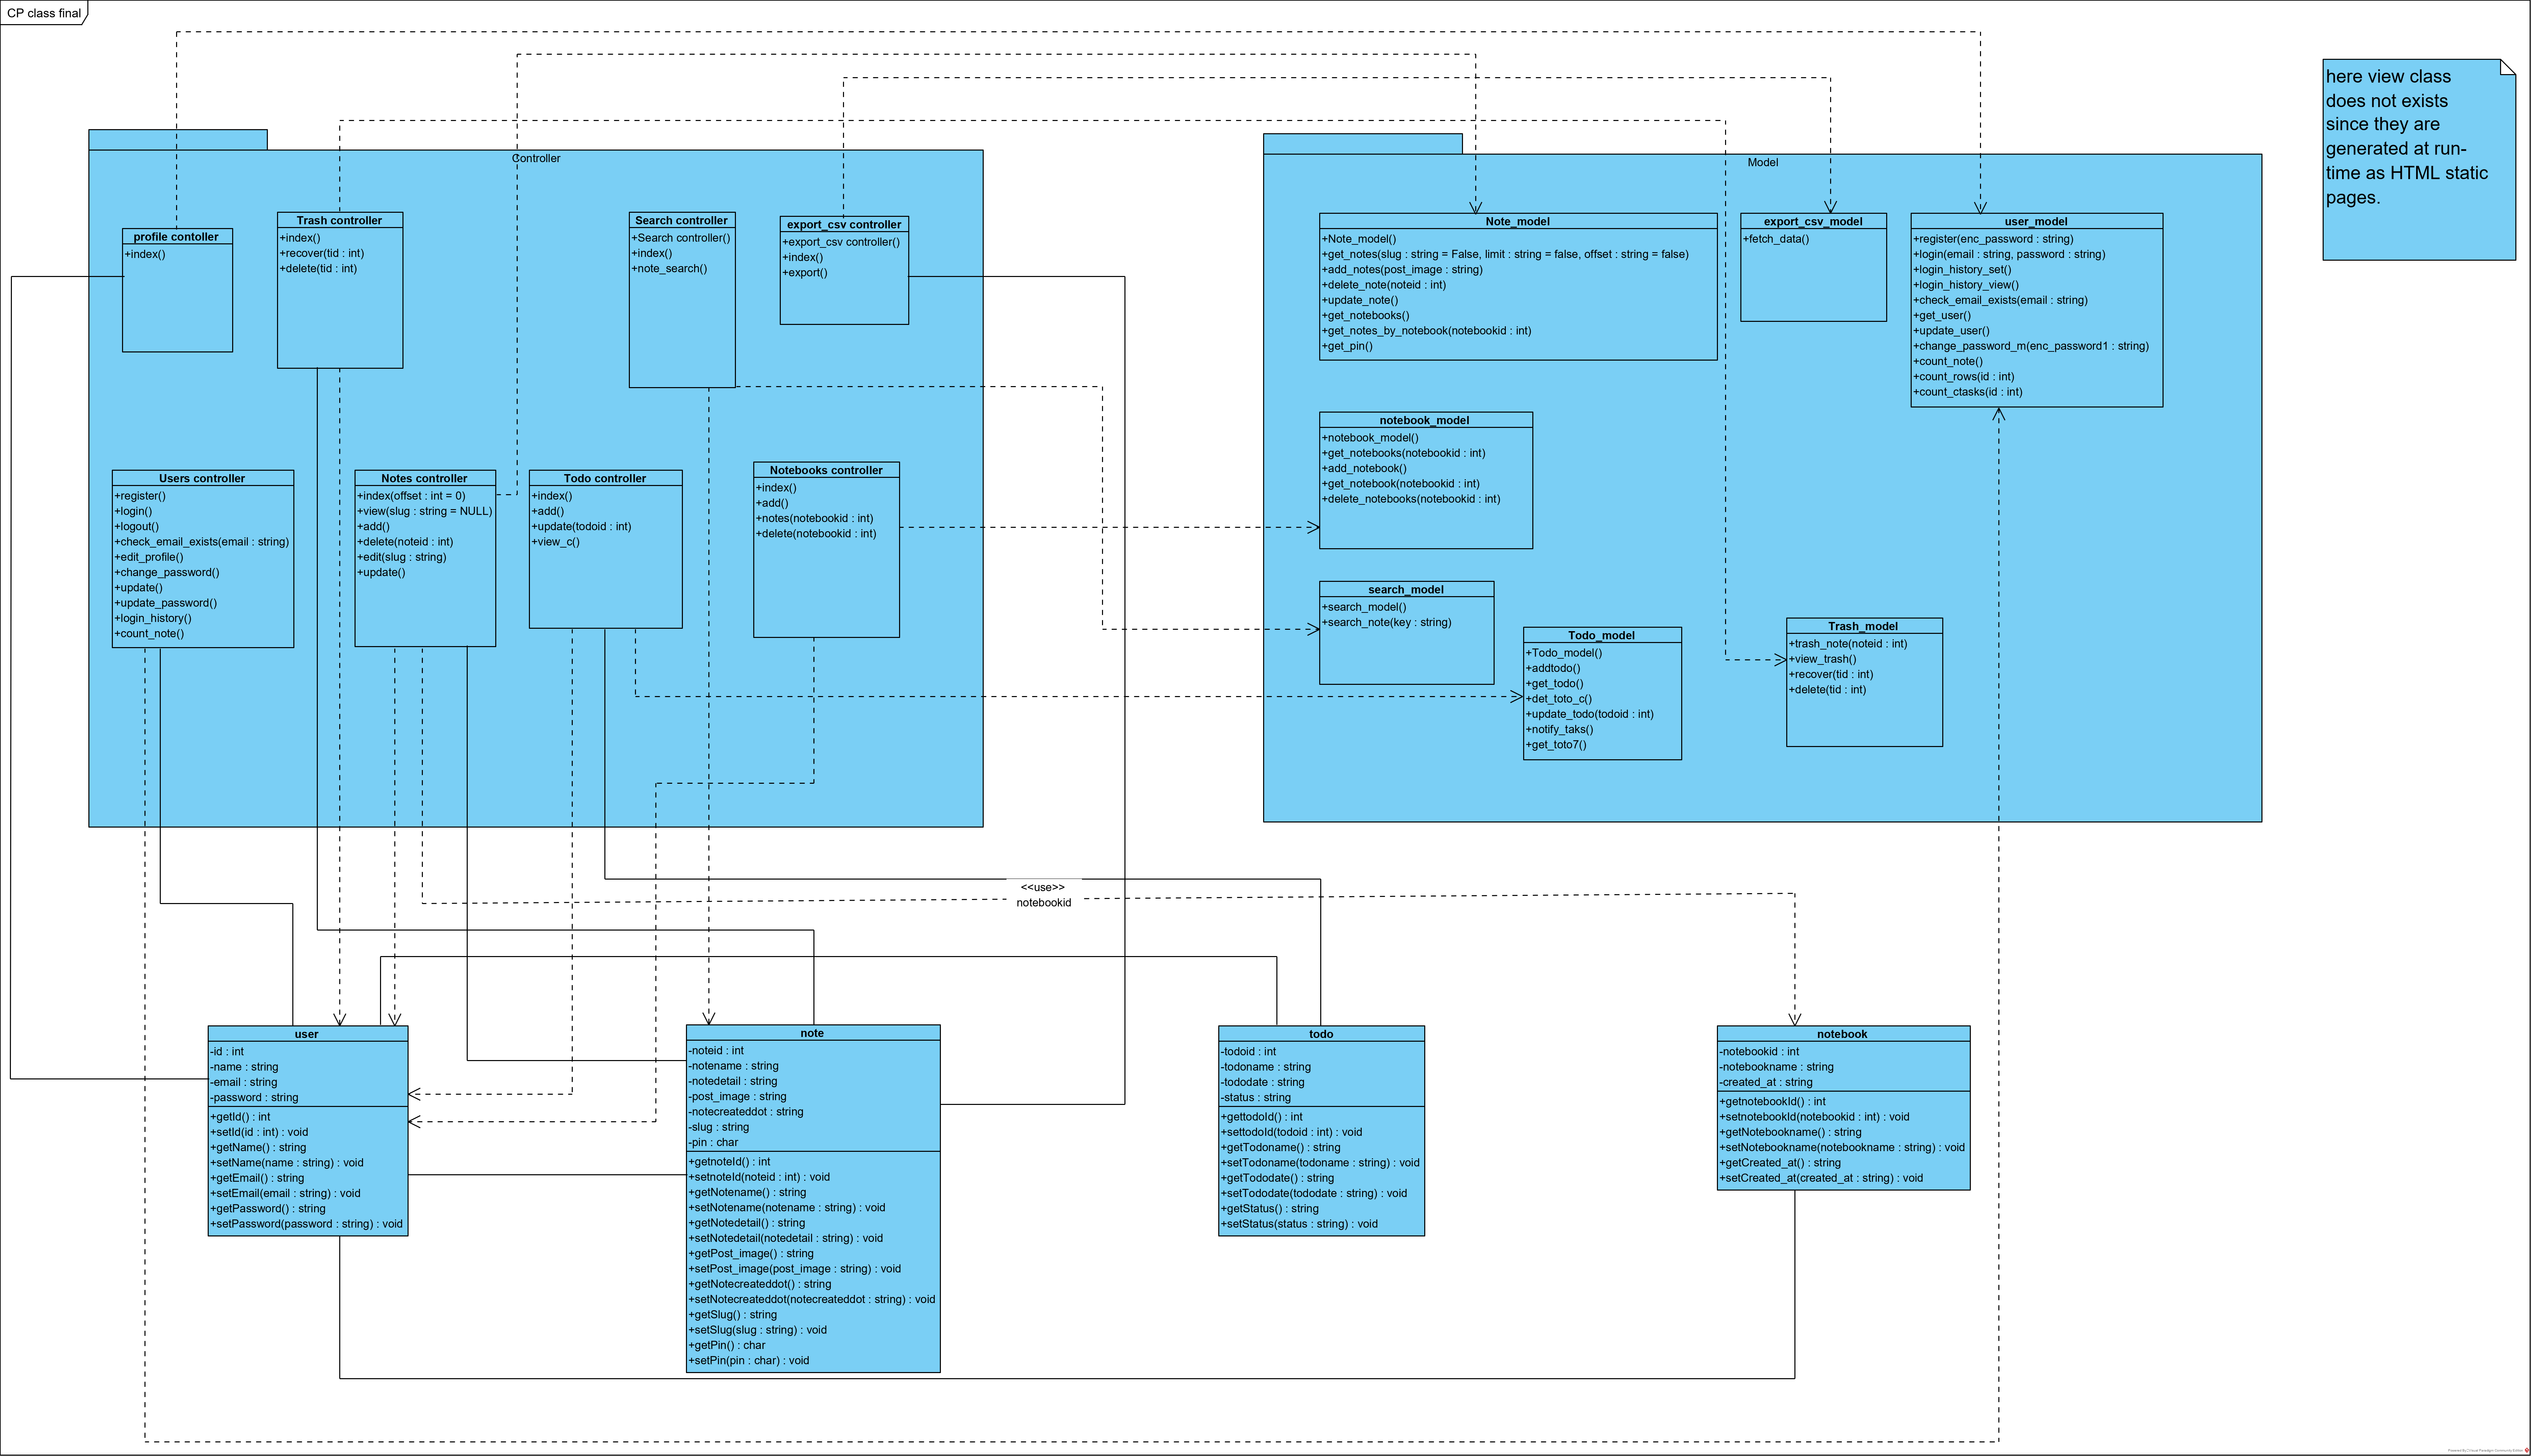 CP class final
here view class
does not exists
since they are
generated at run-
time as HTML static
pages.
Controller
profile contoller
+index()
Trash controller
+index()
+recover(tid : int)
+delete(tid : int)
Search controller
+Search controller()
+index()
+note_search()
export_csv controller
+export_csv controller()
+index()
+export()
Users controller
+register()
+login()
+logout()
+check_email_exists(email : string)
+edit_profile()
+change_password()
+update()
+update_password()
+login_history()
+count_note()
Notes controller
+index(offset : int = 0)
+view(slug : string = NULL)
+add()
+delete(noteid : int)
+edit(slug : string)
+update()
Todo controller
+index()
+add()
+update(todoid : int)
+view_c()
Notebooks controller
+index()
+add()
+notes(notebookid : int)
+delete(notebookid : int)
Model
Note_model
+Note_model()
+get_notes(slug : string = False, limit : string = false, offset : string = false)
+add_notes(post_image : string)
+delete_note(noteid : int)
+update_note()
+get_notebooks()
+get_notes_by_notebook(notebookid : int)
+get_pin()
export_csv_model
+fetch_data()
user_model
+register(enc_password : string)
+login(email : string, password : string)
+login_history_set()
+login_history_view()
+check_email_exists(email : string)
+get_user()
+update_user()
+change_password_m(enc_password1 : string)
+count_note()
+count_rows(id : int)
+count_ctasks(id : int)
notebook_model
+notebook_model()
+get_notebooks(notebookid : int)
+add_notebook()
+get_notebook(notebookid : int)
+delete_notebooks(notebookid : int)
search_model
+search_model()
+search_note(key : string)
Todo_model
+Todo_model()
+addtodo()
+get_todo()
+det_toto_c()
+update_todo(todoid : int)
+notify_taks()
+get_toto7()
Trash_model
+trash_note(noteid : int)
+view_trash()
+recover(tid : int)
+delete(tid : int)
<<use>>
notebookid
user
-id : int
-name : string
-email : string
-password : string
+getId() : int
+setId(id : int) : void
+getName() : string
+setName(name : string) : void
+getEmail() : string
+setEmail(email : string) : void
+getPassword() : string
+setPassword(password : string) : void
note
-noteid : int
-notename : string
-notedetail : string
-post_image : string
-notecreateddot : string
-slug : string
-pin : char
+getnoteId() : int
+setnoteId(noteid : int) : void
+getNotename() : string
+setNotename(notename : string) : void
+getNotedetail() : string
+setNotedetail(notedetail : string) : void
+getPost_image() : string
+setPost_image(post_image : string) : void
+getNotecreateddot() : string
+setNotecreateddot(notecreateddot : string) : void
+getSlug() : string
+setSlug(slug : string) : void
+getPin() : char
+setPin(pin : char) : void
todo
-todoid : int
-todoname : string
-tododate : string
-status : string
+gettodoId() : int
+settodoId(todoid : int) : void
+getTodoname() : string
+setTodoname(todoname : string) : void
+getTododate() : string
+setTododate(tododate : string) : void
+getStatus() : string
+setStatus(status : string) : void
notebook
-notebookid : int
-notebookname : string
-created_at : string
+getnotebookId() : int
+setnotebookId(notebookid : int) : void
+getNotebookname() : string
+setNotebookname(notebookname : string) : void
+getCreated_at() : string
+setCreated_at(created_at : string) : void